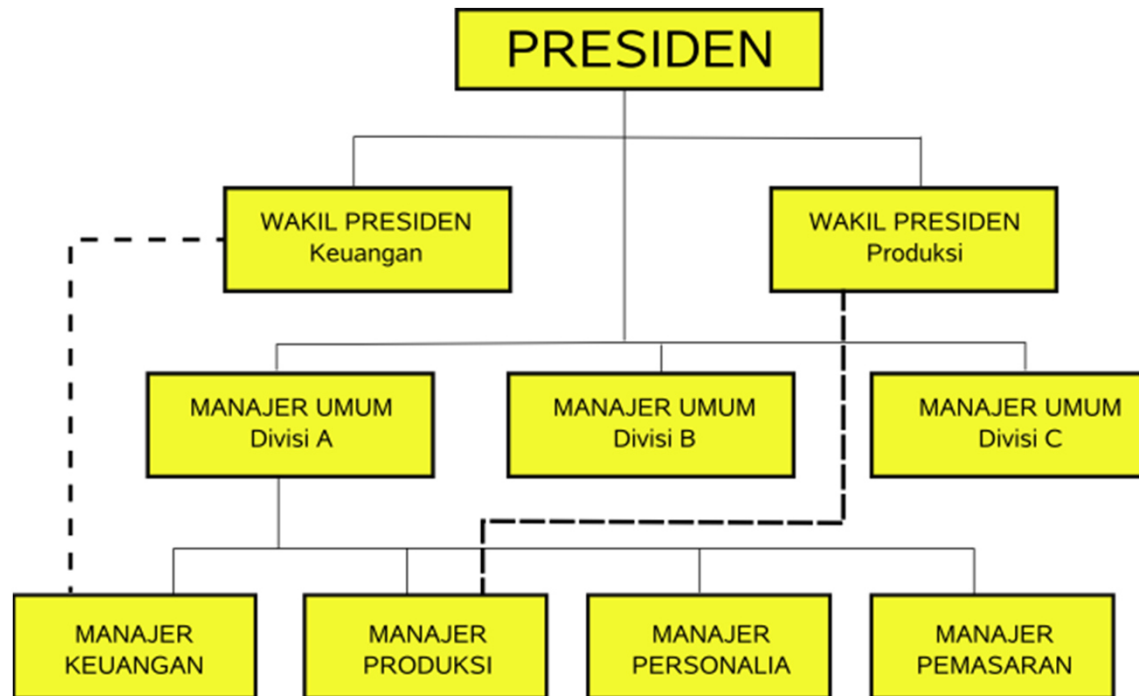 PRESIDEN
WAKIL PRESIDEN
Keuangan
WAKIL PRESIDEN
Produksi
MANAJER UMUM
Divisi A
MANAJER UMUM
Divisi B
MANAJER UMUM
Divisi C
MANAJER
KEUANGAN
MANAJER
PRODUKSI
MANAJER
PERSONALIA
MANAJER
PEMASARAN